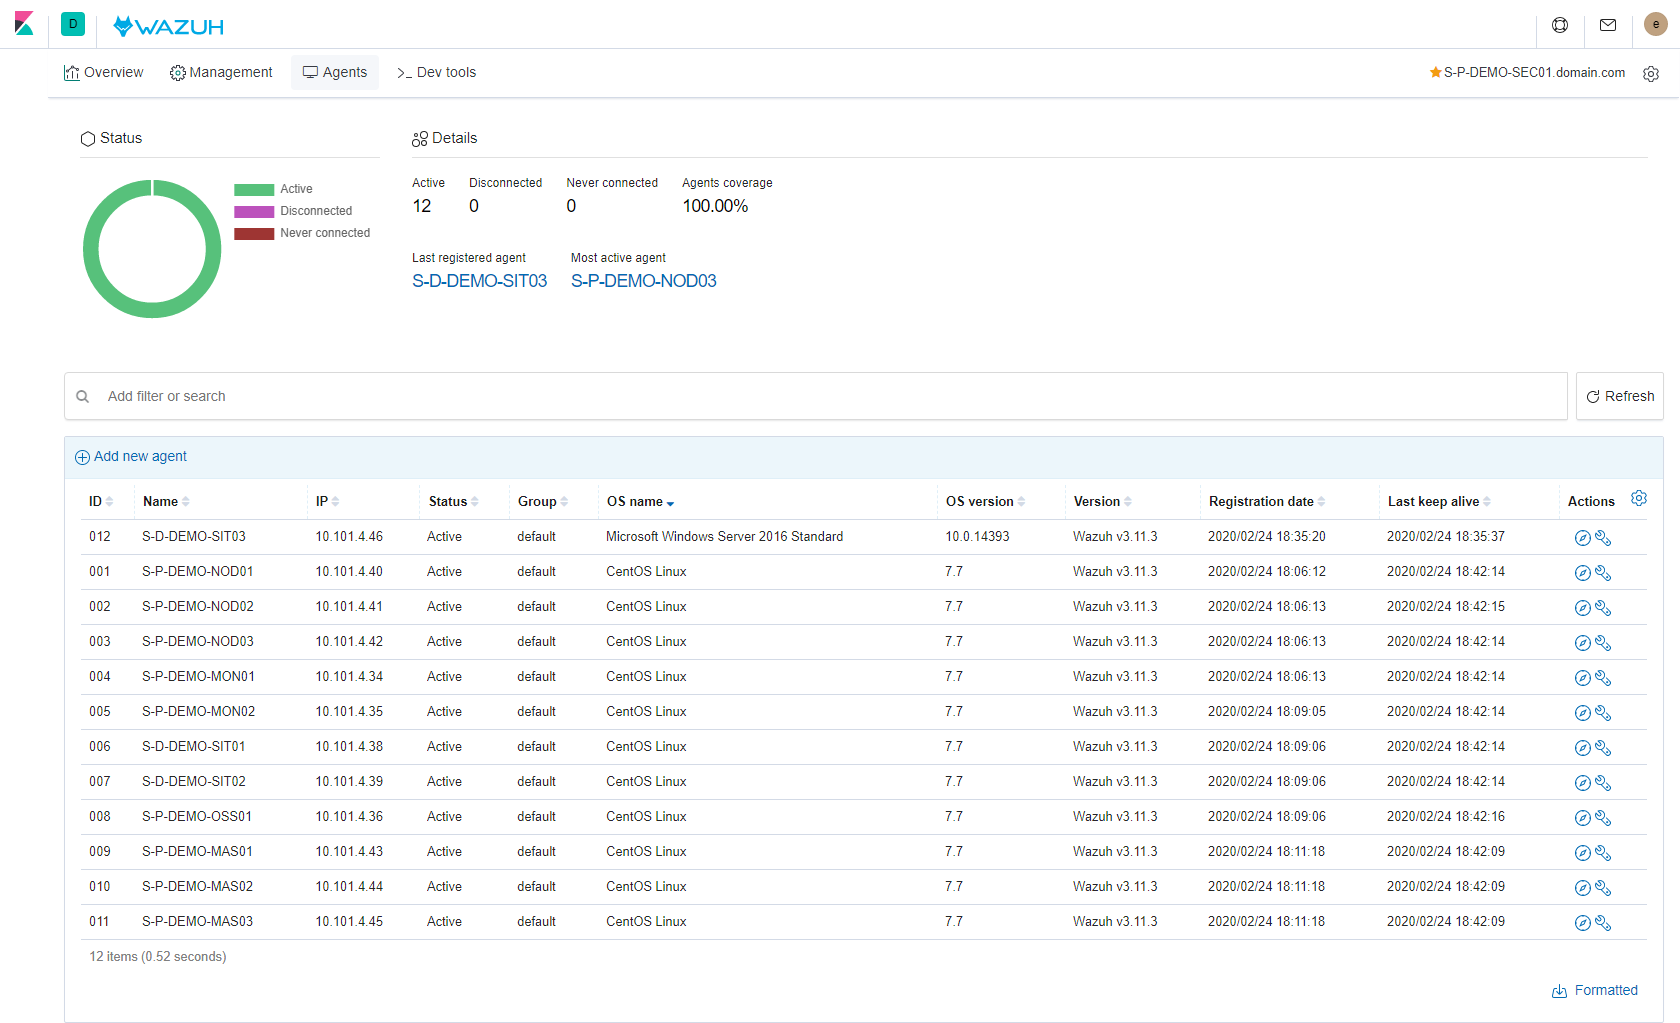 D WAZUH e
Overview Management Agents >_ Dev tools S-P-DEMO-SEC01.domain.com
Status
Active
Disconnected
Never connected
Details
Active Disconnected Never connected Agents coverage
12 0 0 100.00%
Last registered agent Most active agent
S-D-DEMO-SIT03 S-P-DEMO-NOD03
Add filter or search Refresh
Add new agent
ID Name IP Status Group OS name OS version Version Registration date Last keep alive Actions
012 S-D-DEMO-SIT03 10.101.4.46 Active default Microsoft Windows Server 2016 Standard 10.0.14393 Wazuh v3.11.3 2020/02/24 18:35:20 2020/02/24 18:35:37
001 S-P-DEMO-NOD01 10.101.4.40 Active default CentOS Linux 7.7 Wazuh v3.11.3 2020/02/24 18:06:12 2020/02/24 18:42:14
002 S-P-DEMO-NOD02 10.101.4.41 Active default CentOS Linux 7.7 Wazuh v3.11.3 2020/02/24 18:06:13 2020/02/24 18:42:15
003 S-P-DEMO-NOD03 10.101.4.42 Active default CentOS Linux 7.7 Wazuh v3.11.3 2020/02/24 18:06:13 2020/02/24 18:42:14
004 S-P-DEMO-MON01 10.101.4.34 Active default CentOS Linux 7.7 Wazuh v3.11.3 2020/02/24 18:06:13 2020/02/24 18:42:14
005 S-P-DEMO-MON02 10.101.4.35 Active default CentOS Linux 7.7 Wazuh v3.11.3 2020/02/24 18:09:05 2020/02/24 18:42:14
006 S-D-DEMO-SIT01 10.101.4.38 Active default CentOS Linux 7.7 Wazuh v3.11.3 2020/02/24 18:09:06 2020/02/24 18:42:14
007 S-D-DEMO-SIT02 10.101.4.39 Active default CentOS Linux 7.7 Wazuh v3.11.3 2020/02/24 18:09:06 2020/02/24 18:42:14
008 S-P-DEMO-OSS01 10.101.4.36 Active default CentOS Linux 7.7 Wazuh v3.11.3 2020/02/24 18:09:06 2020/02/24 18:42:16
009 S-P-DEMO-MAS01 10.101.4.43 Active default CentOS Linux 7.7 Wazuh v3.11.3 2020/02/24 18:11:18 2020/02/24 18:42:09
010 S-P-DEMO-MAS02 10.101.4.44 Active default CentOS Linux 7.7 Wazuh v3.11.3 2020/02/24 18:11:18 2020/02/24 18:42:09
011 S-P-DEMO-MAS03 10.101.4.45 Active default CentOS Linux 7.7 Wazuh v3.11.3 2020/02/24 18:11:18 2020/02/24 18:42:09
12 items (0.52 seconds)
Formatted